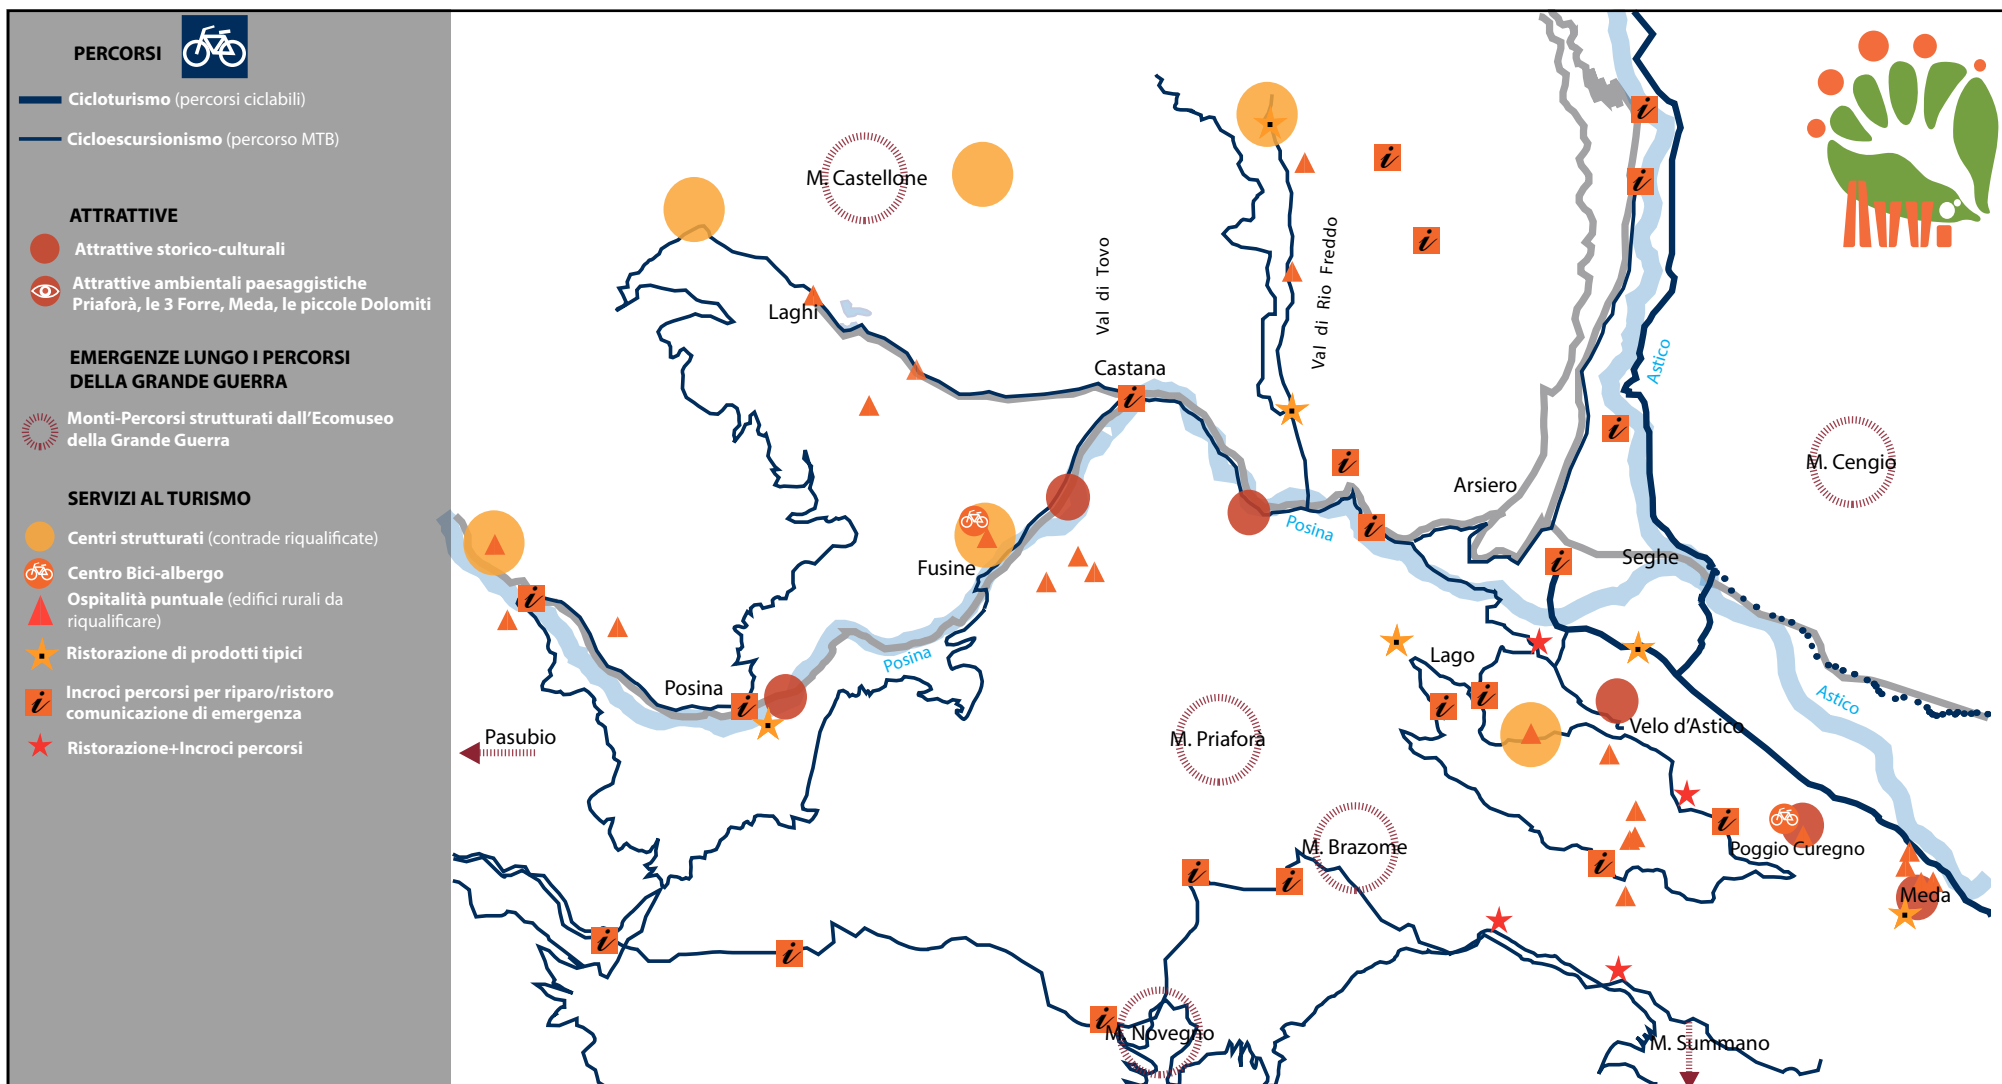 PERCORSI
Cicloturismo (percorsi ciclabili)
Cicloescursionismo (percorso MTB)
ATTRATTIVE
Attrattive storico-culturali
Attrattive ambientali paesaggistiche
Priaforà, le 3 Forre, Meda, le piccole Dolomiti
EMERGENZE LUNGO I PERCORSI
DELLA GRANDE GUERRA
Monti-Percorsi strutturati dall'Ecomuseo
della Grande Guerra
SERVIZI AL TURISMO
Centri strutturati (contrade riqualificate)
Centro Bici-albergo
Ospitalità puntuale (edifici rurali da
riqualificare)
Ristorazione di prodotti tipici
i Incroci percorsi per riparo/ristoro
comunicazione di emergenza
Ristorazione+Incroci percorsi
M. Castellone
Val di Tovo
Val di Rio Freddo
Laghi
Castana
Astico
M. Cengio
Arsiero
Posina
Seghe
Fusine
Posina
Lago
Posina
Astico
Velo d'Astico
Pasubio
M. Priaforà
M. Brazome
Poggio Curegno
Meda
M. Novegno
M. Summano